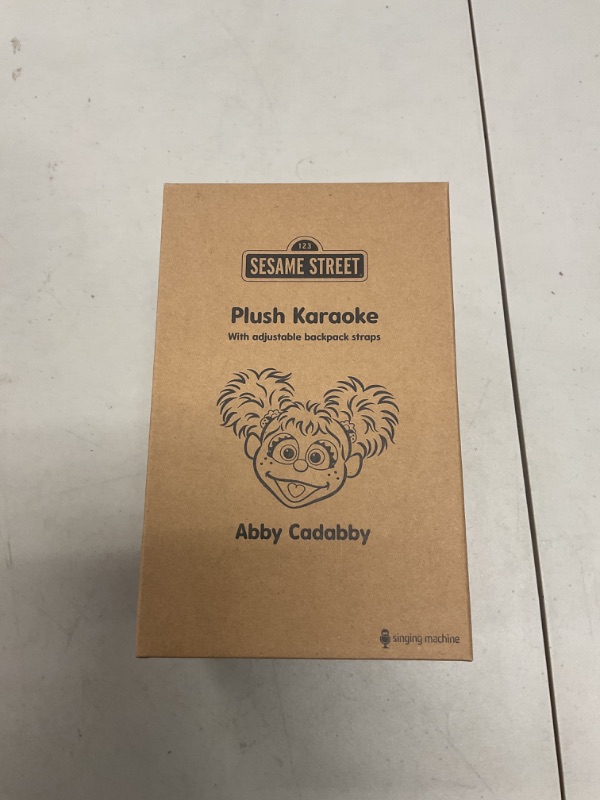 123
SESAME STREET
Plush Karaoke
With adjustable backpack straps
Abby Cadabby
singing machine